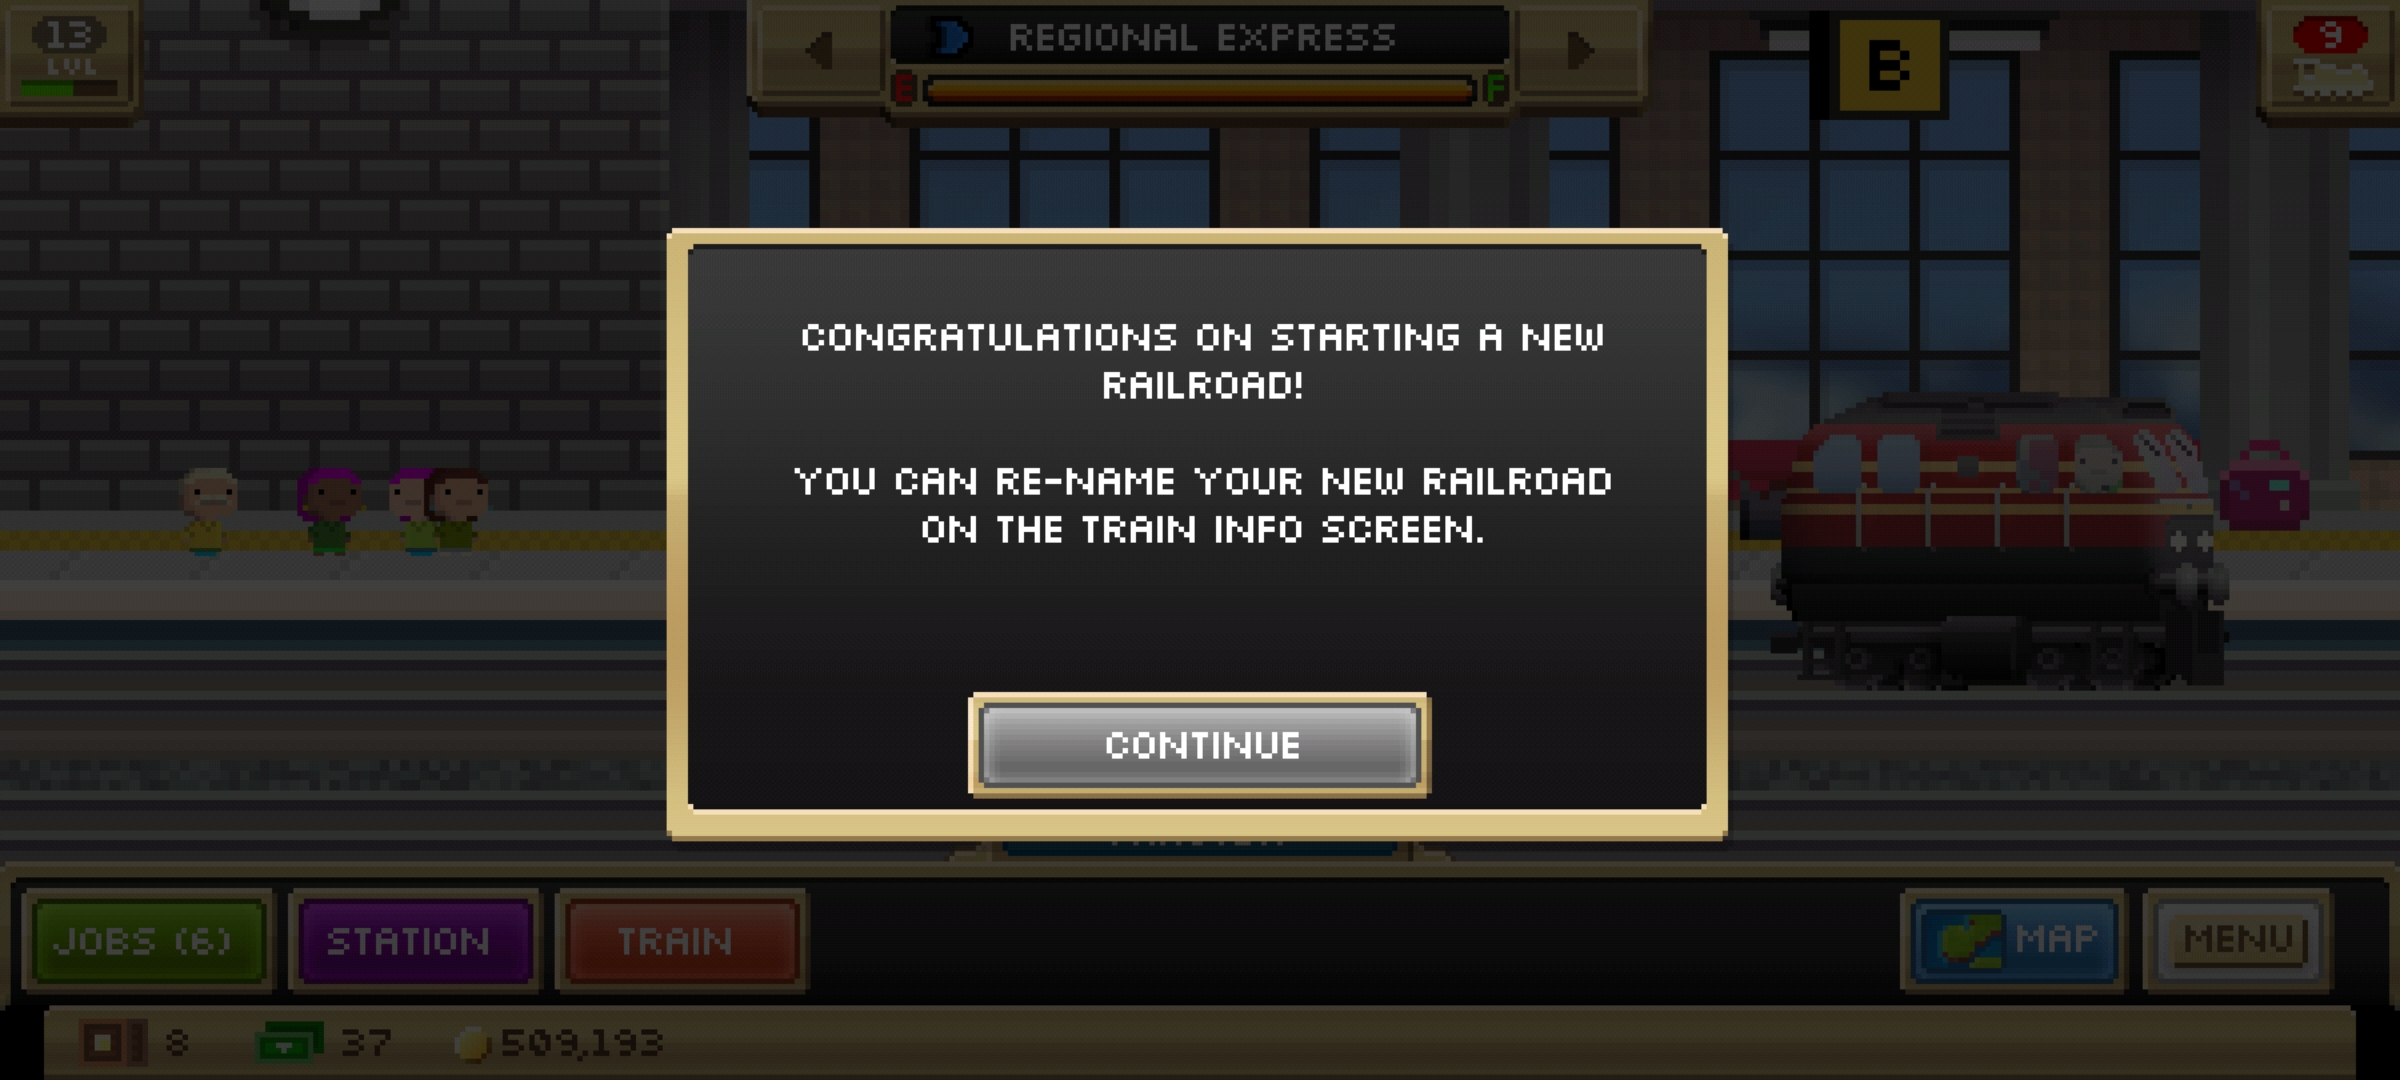 13
LVL
REGIONAL EXPRESS
E
F
B
9
CONGRATULATIONS ON STARTING A NEW
RAILROAD!
YOU CAN RE-NAME YOUR NEW RAILROAD
ON THE TRAIN INFO SCREEN.
CONTINUE
JOBS (6)
STATION
TRAIN
MAP
MENU
8
37
509,193